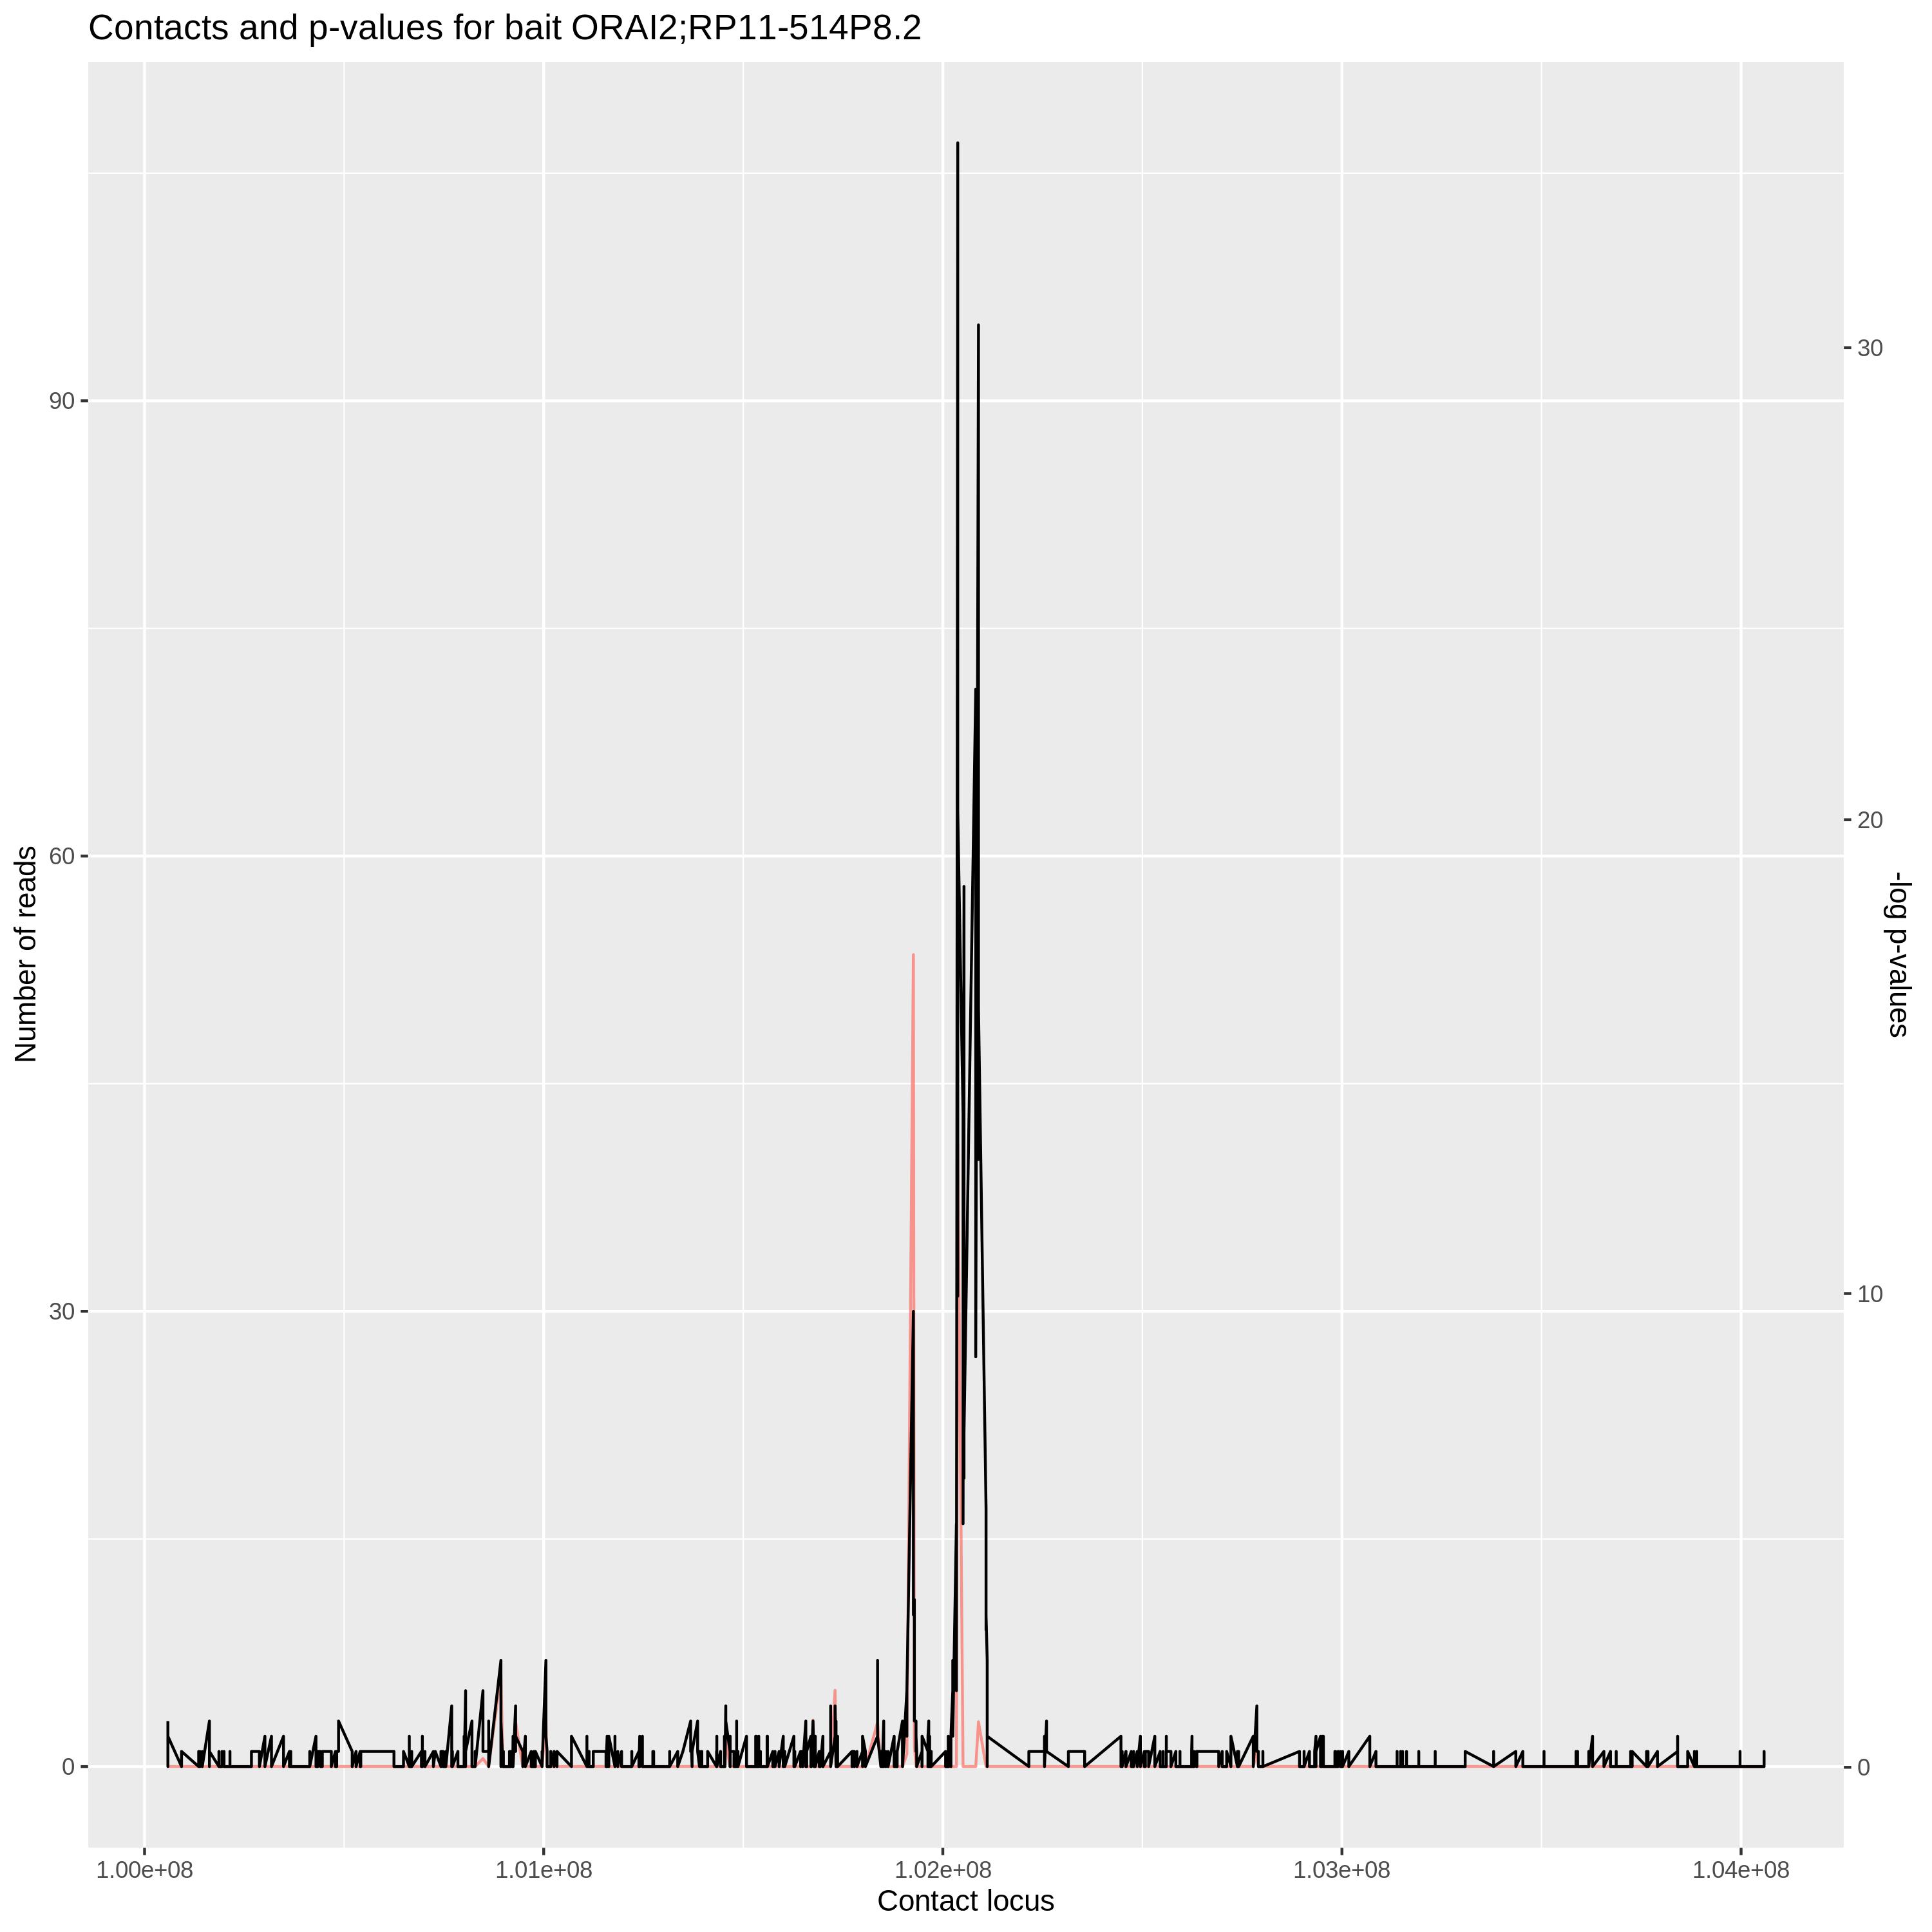 Contacts and p-values for bait ORAI2;RP11-514P8.2
90
60
30
0
Number of reads
30
20
10
0
-log p-values
1.00e+08
1.01e+08
1.02e+08
1.03e+08
1.04e+08
Contact locus